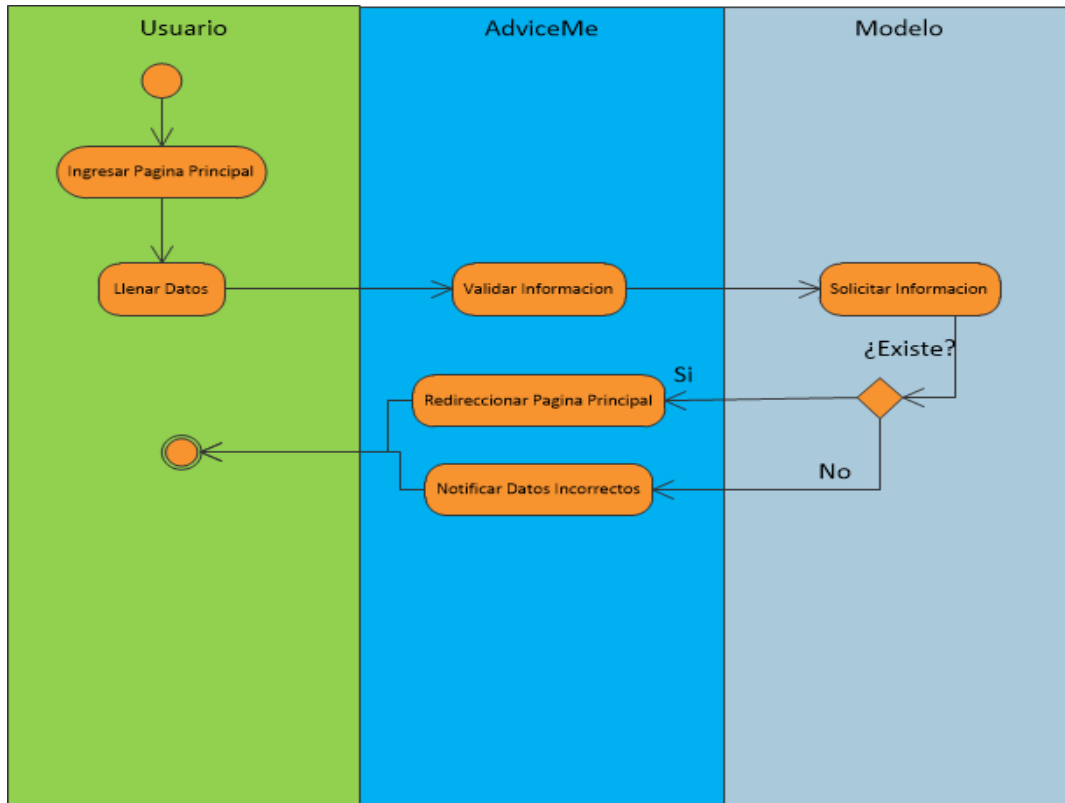 Usuario
AdviceMe
Modelo
Ingresar Pagina Principal
Llenar Datos
Validar Informacion
Solicitar Informacion
¿Existe?
Si
Redireccionar Pagina Principal
No
Notificar Datos Incorrectos